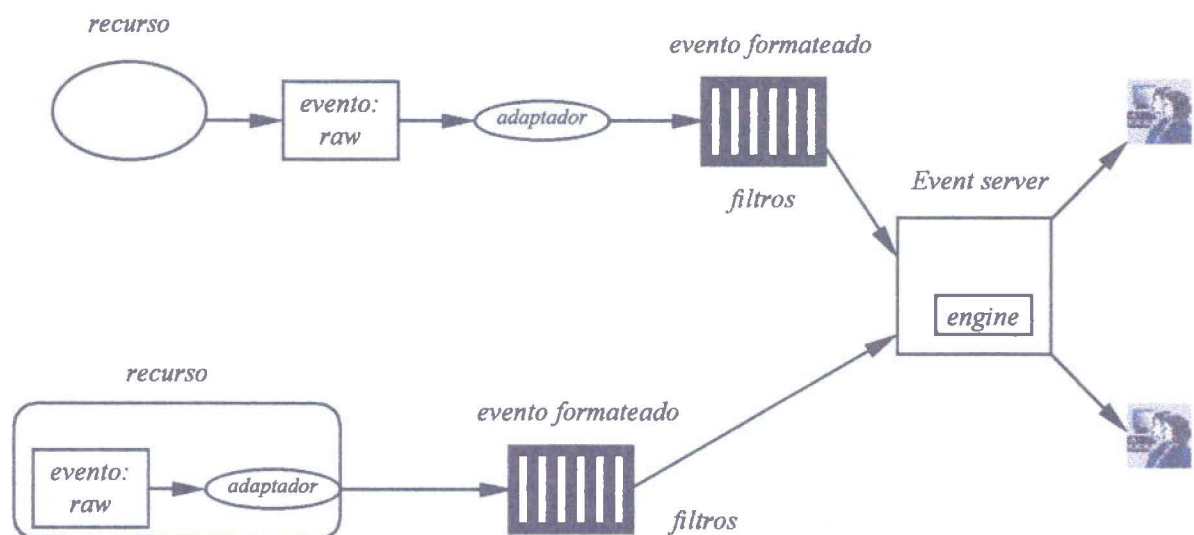 recurso
evento formateado
evento:
raw
adaptador
filtros
Event server
engine
recurso
evento formateado
evento:
raw
adaptador
filtros